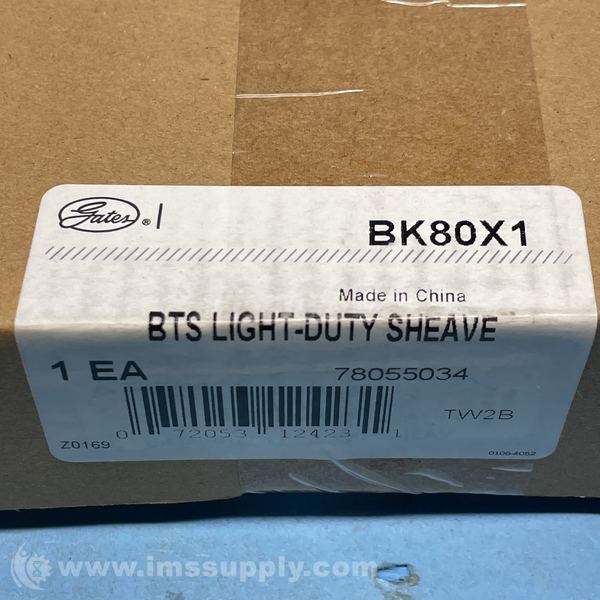 Gates ® |
BK80X1
Made in China
BTS LIGHT-DUTY SHEAVE
1 EA 78055034
TW2B
0 72053 12423 1
Z0169
0106-4052
www.imssupply.com